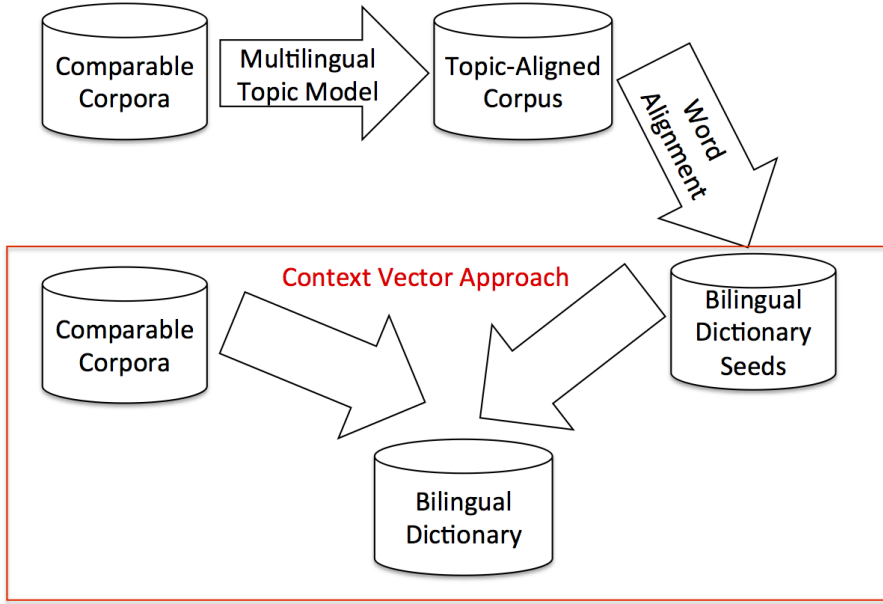 Comparable
Corpora
Multilingual
Topic Model
Topic-Aligned
Corpus
Word
Alignment
Context Vector Approach
Comparable
Corpora
Bilingual
Dictionary
Seeds
Bilingual
Dictionary